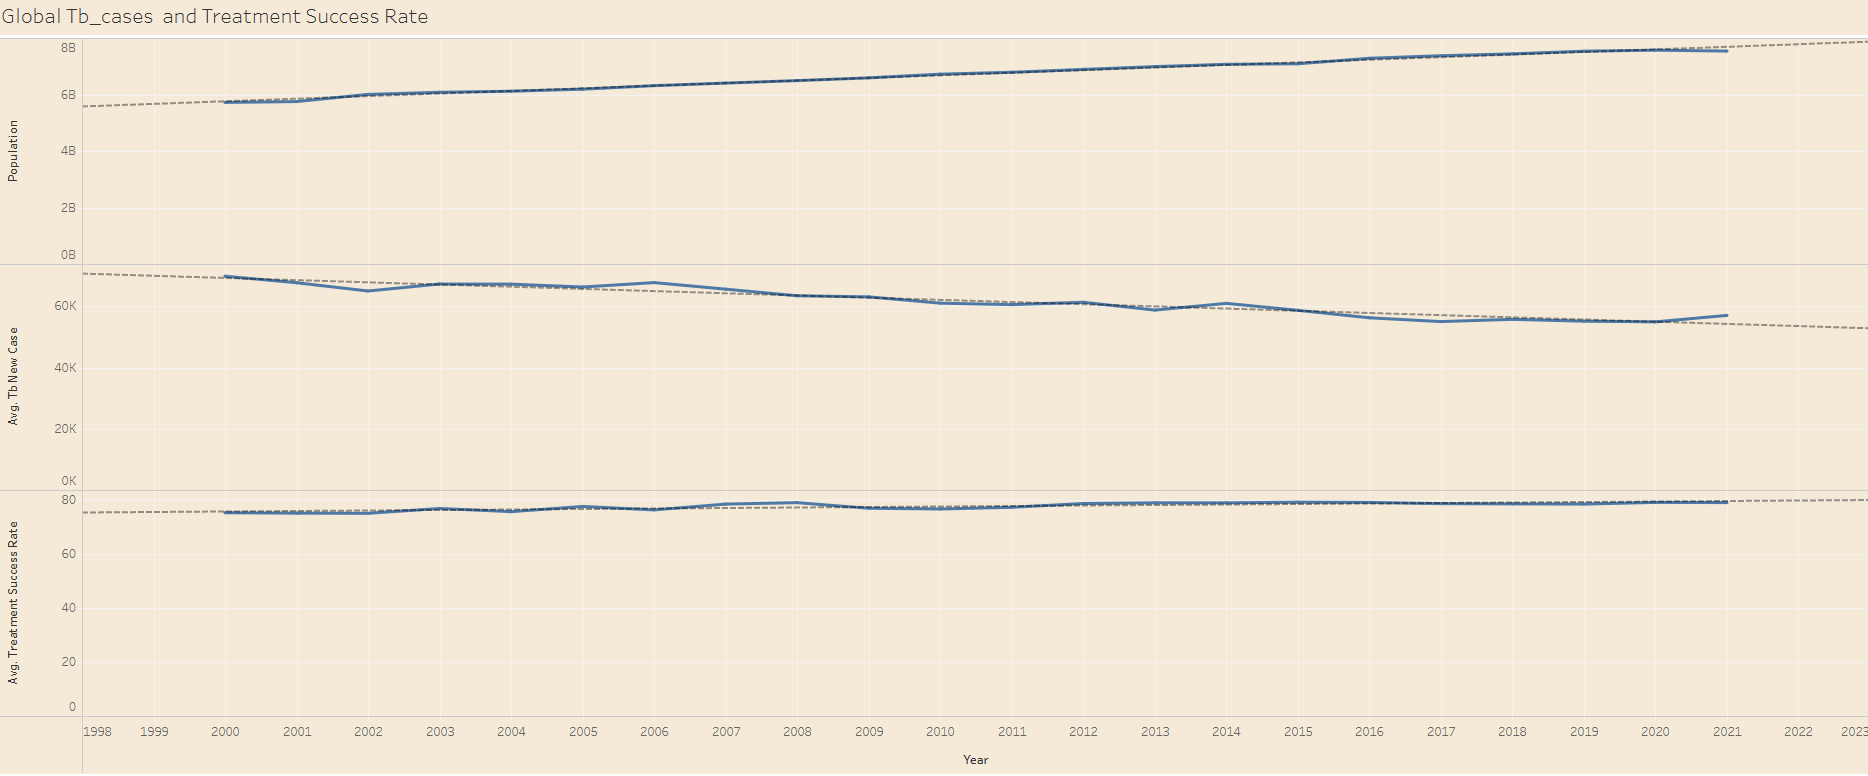 Global Tb_cases and Treatment Success Rate
Population
8B
6B
4B
2B
0B
Avg. Tb New Case
60K
40K
20K
0K
Avg. Treatment Success Rate
80
60
40
20
0
1998 1999 2000 2001 2002 2003 2004 2005 2006 2007 2008 2009 2010 2011 2012 2013 2014 2015 2016 2017 2018 2019 2020 2021 2022 2023
Year